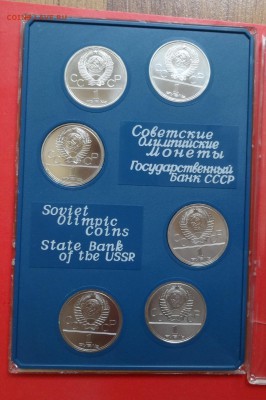 Советские
Олимпийские
Монеты
Государственный
Банк СССР
Soviet
Olympic
Coins
State Bank
of the USSR